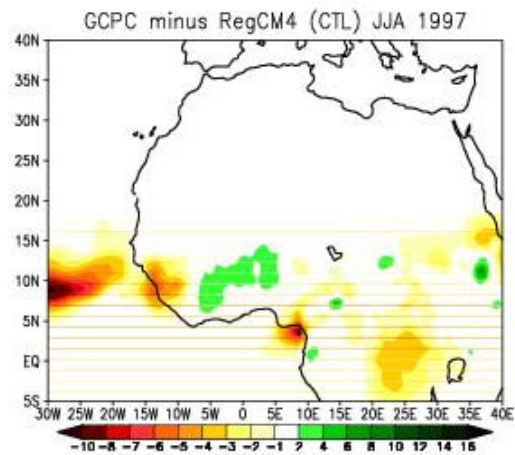 GCPC minus RegCM4 (CTL) JJA 1997
40N
35N
30N
25N
20N
15N
10N
5N
EQ
5S
30W 25W 20W 15W 10W 5W 0 5E 10E 15E 20E 25E 30E 35E 40E
-10 -8 -7 -6 -5 -4 -3 -2 -1 2 4 6 8 10 12 14 15